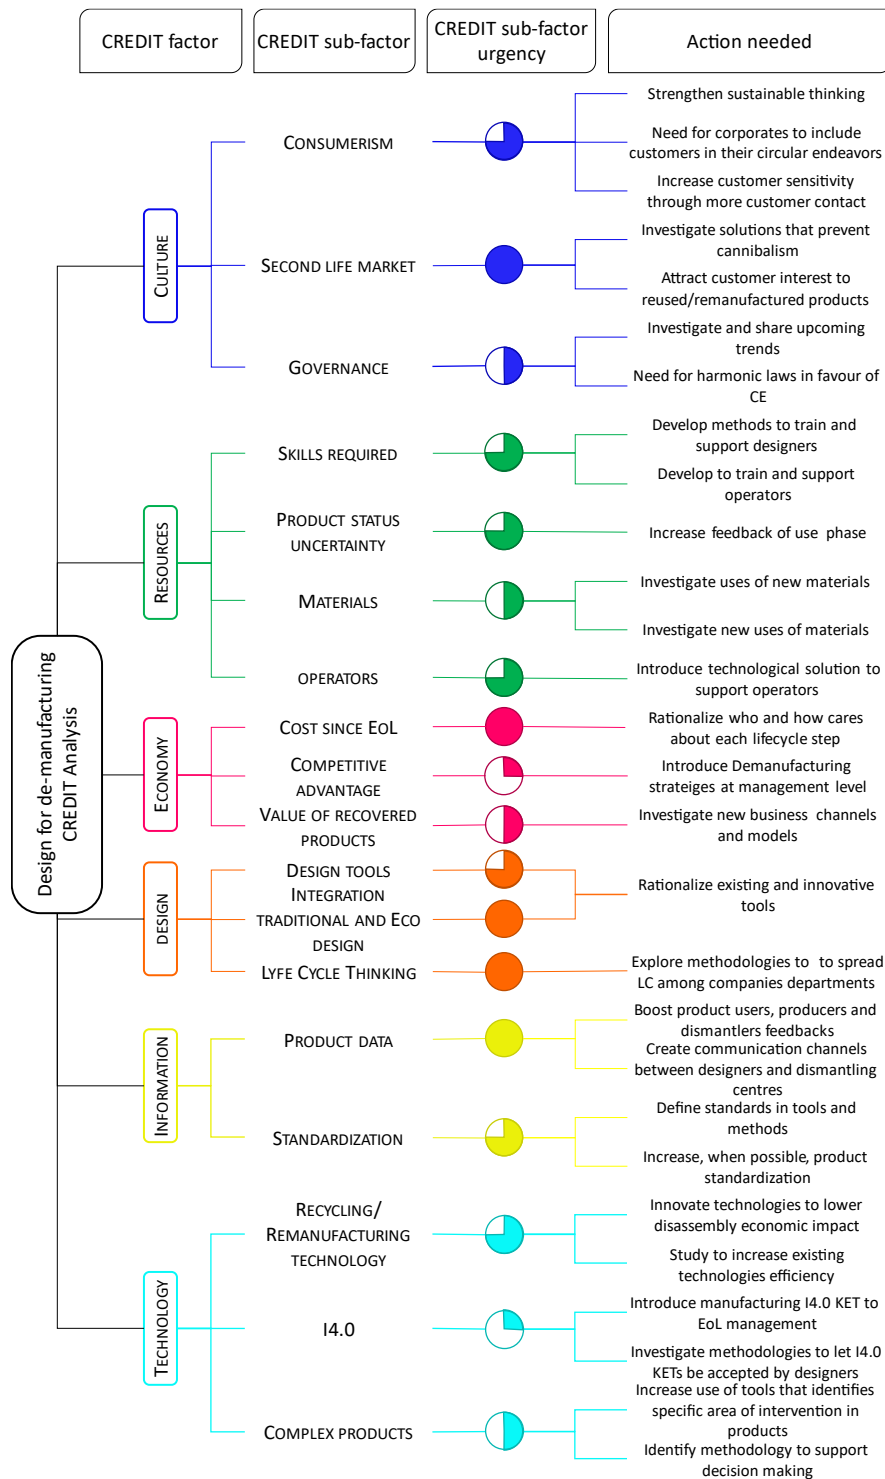 CREDIT factor
CREDIT sub-factor
CREDIT sub-factor
urgency
Action needed
Design for de-manufacturing
CREDIT Analysis
CULTURE
CONSUMERISM
Strengthen sustainable thinking
Need for corporates to include
customers in their circular endeavors
Increase customer sensitivity
through more customer contact
SECOND LIFE MARKET
Investigate solutions that prevent
cannibalism
Attract customer interest to
reused/remanufactured products
GOVERNANCE
Investigate and share upcoming
trends
Need for harmonic laws in favour of
CE
RESOURCES
SKILLS REQUIRED
Develop methods to train and
support designers
Develop to train and support
operators
PRODUCT STATUS
UNCERTAINTY
Increase feedback of use phase
MATERIALS
Investigate uses of new materials
Investigate new uses of materials
OPERATORS
Introduce technological solution to
support operators
ECONOMY
COST SINCE EOL
Rationalize who and how cares
about each lifecycle step
COMPETITIVE
ADVANTAGE
Introduce Demanufacturing
strateiges at management level
VALUE OF RECOVERED
PRODUCTS
Investigate new business channels
and models
DESIGN
DESIGN TOOLS
INTEGRATION
TRADITIONAL AND ECO
DESIGN
Rationalize existing and innovative
tools
LYFE CYCLE THINKING
Explore methodologies to to spread
LC among companies departments
INFORMATION
PRODUCT DATA
Boost product users, producers and
dismantlers feedbacks
Create communication channels
between designers and dismantling
centres
STANDARDIZATION
Define standards in tools and
methods
Increase, when possible, product
standardization
TECHNOLOGY
RECYCLING/
REMANUFACTURING
TECHNOLOGY
Innovate technologies to lower
disassembly economic impact
Study to increase existing
technologies efficiency
I4.0
Introduce manufacturing I4.0 KET to
EoL management
Investigate methodologies to let I4.0
KETs be accepted by designers
COMPLEX PRODUCTS
Increase use of tools that identifies
specific area of intervention in
products
Identify methodology to support
decision making